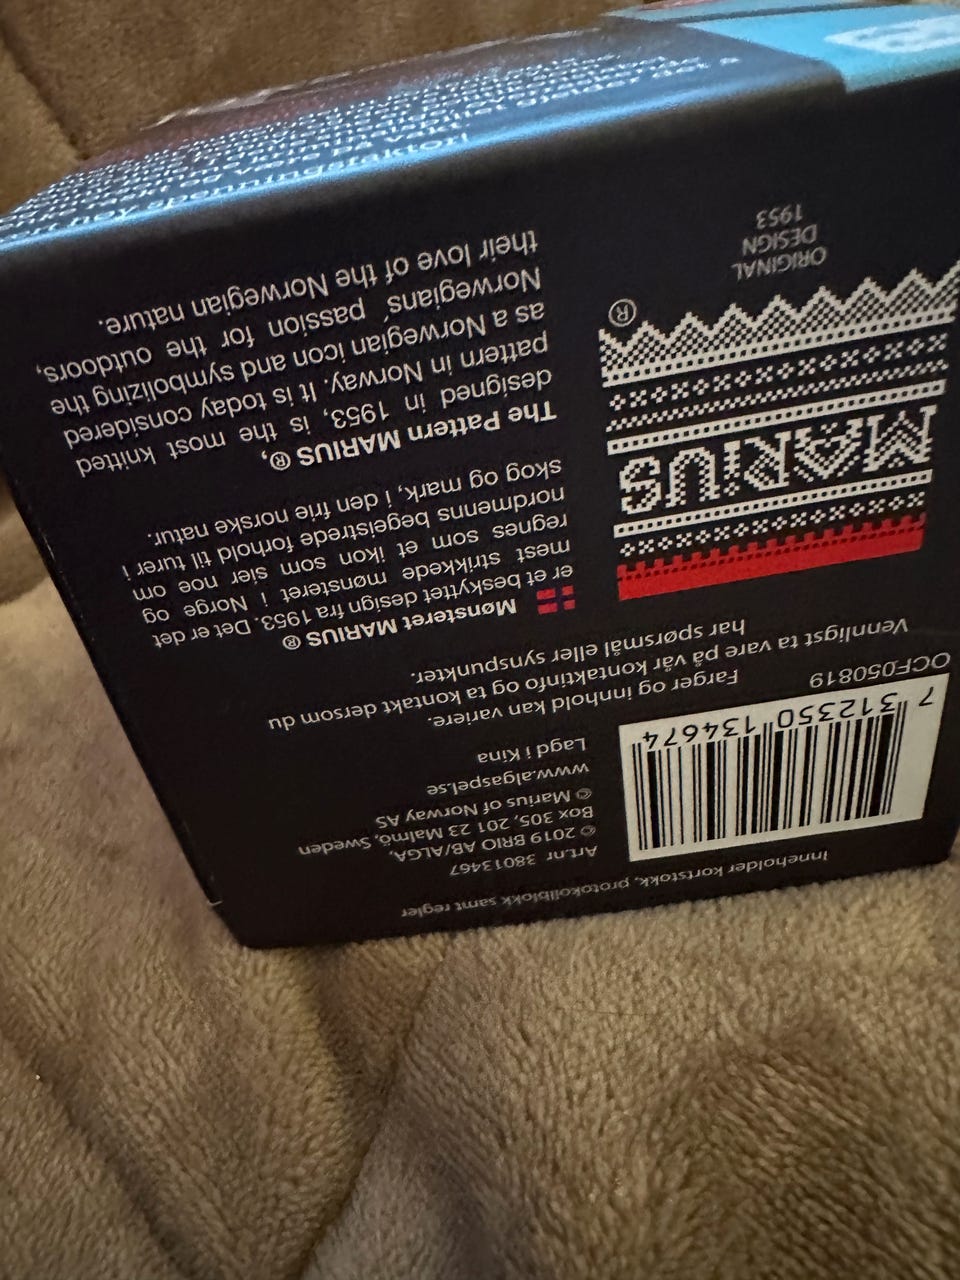 Inneholder kortstokk, protokollblokk samt regler
7 312350 134674
OCF050819
Art.nr 38013467
© 2019 BRIO AB/ALGA,
Box 305, 201 23 Malmö, Sweden
© Marius of Norway AS
www.algaspel.se
Lagd i Kina
Farger og innhold kan variere.
Vennligst ta vare på vår kontaktinfo og ta kontakt dersom du
har spørsmål eller synspunkter.
MARIUS
®
ORIGINAL
DESIGN
1953
Mønsteret MARIUS ®
er et beskyttet design fra 1953. Det er det
mest strikkede mønsteret i Norge og
regnes som et ikon som sier noe om
nordmenns begeistrede forhold til turer i
skog og mark, i den frie norske natur.
The Pattern MARIUS ®,
designed in 1953, is the most knitted
pattern in Norway. It is today considered
as a Norwegian icon and symbolizing the
Norwegians´ passion for the outdoors,
their love of the Norwegian nature.
høy spenningsfaktor!